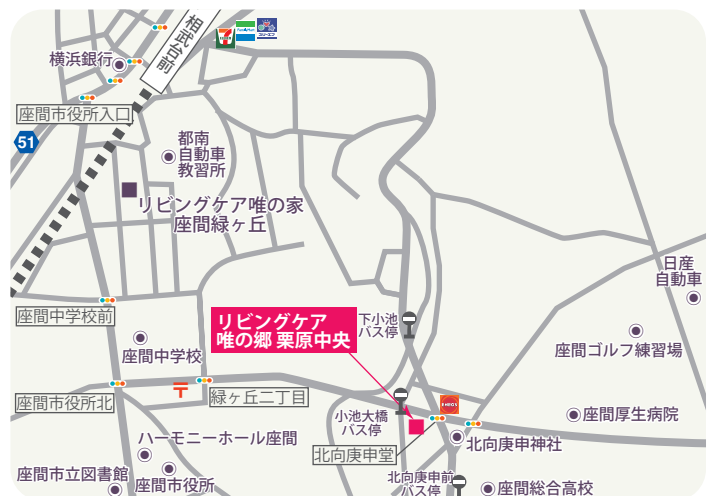 相武台前
横浜銀行
座間市役所入口
51
都南
自動車
教習所
リビングケア唯の家
座間緑ヶ丘
日産
自動車
座間中学校前
リビングケア
唯の郷 栗原中央
下小池
バス停
座間中学校
座間ゴルフ練習場
座間市役所北
〒
緑ヶ丘二丁目
小池大橋
バス停
ENEOS
座間厚生病院
ハーモニーホール座間
北向庚申堂
北向庚申神社
座間市立図書館
座間市役所
北向庚申前
バス停
座間総合高校